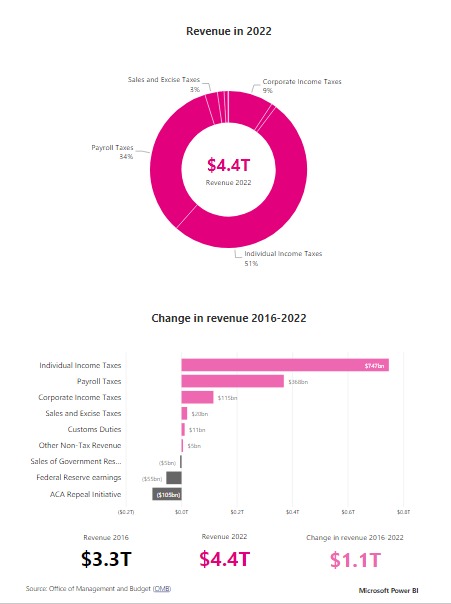 Revenue in 2022
Sales and Excise Taxes
3%
Corporate Income Taxes
9%
Payroll Taxes
34%
$4.4T
Revenue 2022
Individual Income Taxes
51%
Change in revenue 2016-2022
Individual Income Taxes $747bn
Payroll Taxes $368bn
Corporate Income Taxes $115bn
Sales and Excise Taxes $20bn
Customs Duties $11bn
Other Non-Tax Revenue $5bn
Sales of Government Res... ($5bn)
Federal Reserve earnings ($55bn)
ACA Repeal Initiative ($105bn)
($0.2T) $0.0T $0.2T $0.4T $0.6T $0.8T
Revenue 2016 Revenue 2022 Change in revenue 2016-2022
$3.3T $4.4T $1.1T
Source: Office of Management and Budget (OMB) Microsoft Power BI